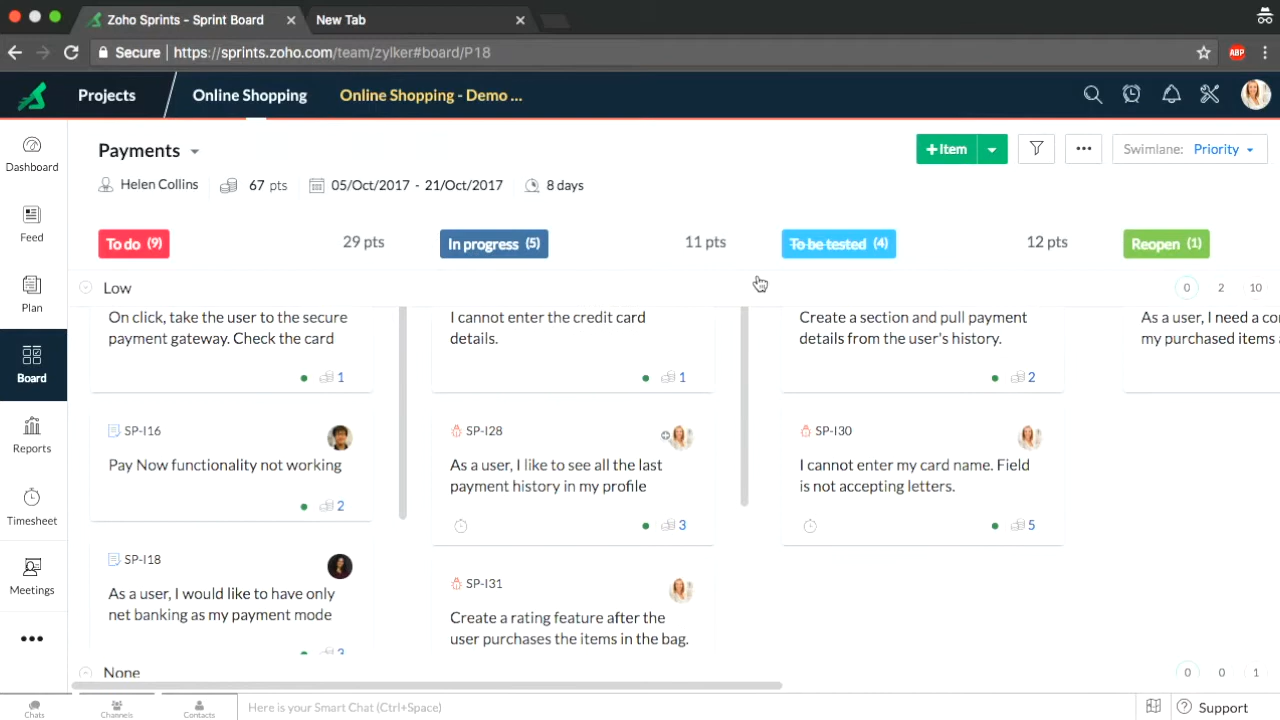 Zoho Sprints - Sprint Board
New Tab
Secure https://sprints.zoho.com/team/zylker#board/P18
ABP
Projects
Online Shopping
Online Shopping - Demo ...
Dashboard
Feed
Plan
Board
Reports
Timesheet
Meetings
Payments
+ Item
Swimlane: Priority
Helen Collins
67 pts
05/Oct/2017 - 21/Oct/2017
8 days
To do (9)
29 pts
In progress (5)
11 pts
To be tested (4)
12 pts
Reopen (1)
Low
0 2 10
On click, take the user to the secure
payment gateway. Check the card
1
SP-I16
Pay Now functionality not working
2
SP-I18
As a user, I would like to have only
net banking as my payment mode
3
I cannot enter the credit card
details.
1
SP-I28
As a user, I like to see all the last
payment history in my profile
3
SP-I31
Create a rating feature after the
user purchases the items in the bag.
Create a section and pull payment
details from the user's history.
2
SP-I30
I cannot enter my card name. Field
is not accepting letters.
5
As a user, I need a
my purchased items
None
0 0 1
Chats
Channels
Contacts
Here is your Smart Chat (Ctrl+Space)
Support